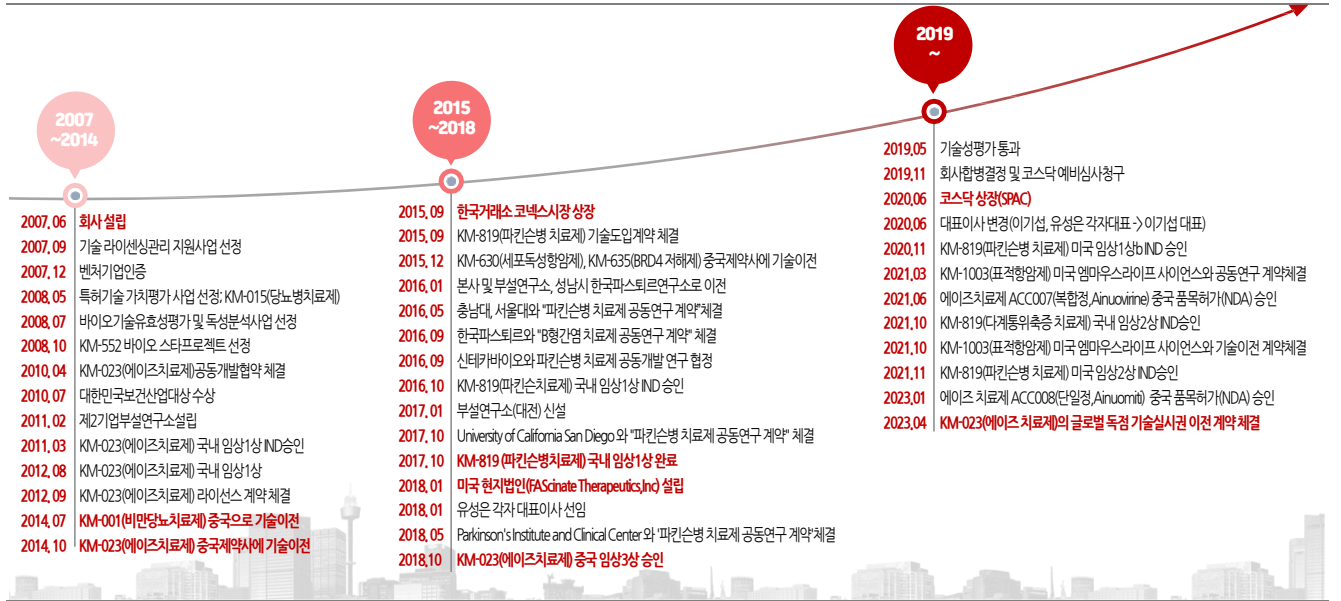 2007
~2014
2007. 06 회사 설립
2007. 09 기술 라이센싱관리 지원사업 선정
2007. 12 벤처기업인증
2008. 05 특허기술 가치평가 사업 선정; KM-015(당뇨병치료제)
2008. 07 바이오기술유효성평가 및 독성분석사업 선정
2008. 10 KM-552 바이오 스타프로젝트 선정
2010. 04 KM-023(에이즈치료제)공동개발협약 체결
2010. 07 대한민국보건산업대상 수상
2011. 02 제2기업부설연구소설립
2011. 03 KM-023(에이즈치료제) 국내 임상1상 IND승인
2012. 08 KM-023(에이즈치료제) 국내 임상1상
2012. 09 KM-023(에이즈치료제) 라이선스 계약 체결
2014. 07 KM-001(비만당뇨치료제) 중국으로 기술이전
2014. 10 KM-023(에이즈치료제) 중국제약사에 기술이전
2015
~2018
2015. 09 한국거래소 코넥스시장 상장
2015. 09 KM-819(파킨슨병 치료제) 기술도입계약 체결
2015. 12 KM-630(세포독성항암제), KM-635(BRD4 저해제) 중국제약사에 기술이전
2016. 01 본사 및 부설연구소, 성남시 한국파스퇴르연구소로 이전
2016. 05 충남대, 서울대와 "파킨슨병 치료제 공동연구 계약"체결
2016. 09 한국파스퇴르와 "B형간염 치료제 공동연구 계약" 체결
2016. 09 신테카바이오와 파킨슨병 치료제 공동개발 연구 협정
2016. 10 KM-819(파킨슨치료제) 국내 임상1상 IND 승인
2017. 01 부설연구소(대전) 신설
2017. 10 University of California San Diego 와 "파킨슨병 치료제 공동연구 계약" 체결
2017. 10 KM-819 (파킨슨병치료제) 국내 임상1상 완료
2018. 01 미국 현지법인(FAScinate Therapeutics,Inc) 설립
2018. 01 유성은 각자 대표이사 선임
2018. 05 Parkinson's Institute and Clinical Center 와 '파킨슨병 치료제 공동연구 계약'체결
2018.10 KM-023(에이즈치료제) 중국 임상3상 승인
2019
~
2019.05 기술성평가 통과
2019.11 회사합병결정 및 코스닥 예비심사청구
2020.06 코스닥 상장(SPAC)
2020.06 대표이사 변경(이기섭, 유성은 각자대표 -> 이기섭 대표)
2020.11 KM-819(파킨슨병 치료제) 미국 임상1상b IND 승인
2021.03 KM-1003(표적항암제) 미국 엠마우스라이프 사이언스와 공동연구 계약체결
2021.06 에이즈치료제 ACC007(복합정,Ainuovirine) 중국 품목허가(NDA) 승인
2021.10 KM-819(다계통위축증 치료제) 국내 임상2상 IND승인
2021.10 KM-1003(표적항암제) 미국 엠마우스라이프 사이언스와 기술이전 계약체결
2021.11 KM-819(파킨슨병 치료제) 미국 임상2상 IND승인
2023.01 에이즈 치료제 ACC008(단일정,Ainuomiti) 중국 품목허가(NDA) 승인
2023.04 KM-023(에이즈 치료제)의 글로벌 독점 기술실시권 이전 계약 체결